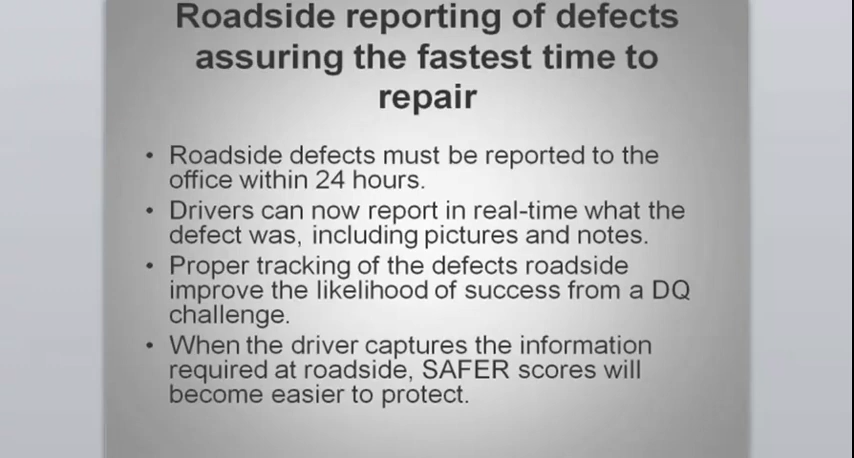 Roadside reporting of defects
assuring the fastest time to
repair
• Roadside defects must be reported to the
office within 24 hours.
• Drivers can now report in real-time what the
defect was, including pictures and notes.
• Proper tracking of the defects roadside
improve the likelihood of success from a DQ
challenge.
• When the driver captures the information
required at roadside, SAFER scores will
become easier to protect.